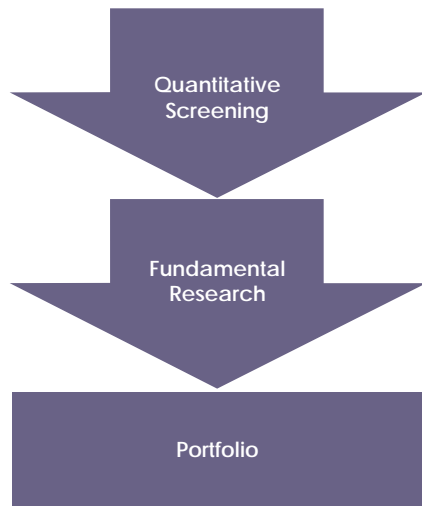 Quantitative
Screening
Fundamental
Research
Portfolio